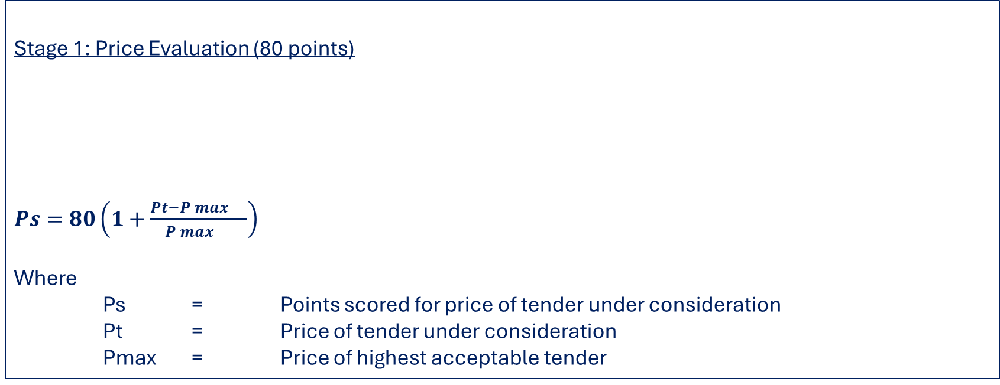 Stage 1: Price Evaluation (80 points)
Ps = 80 (1 + \frac{Pt−P max}{P max})
Where
Ps = Points scored for price of tender under consideration
Pt = Price of tender under consideration
Pmax = Price of highest acceptable tender